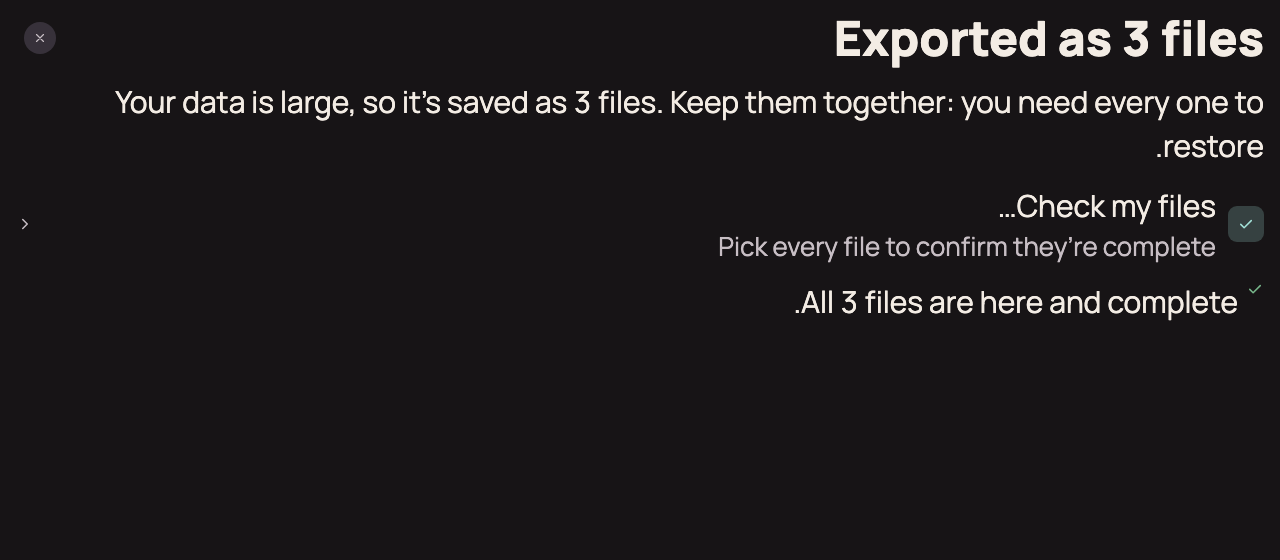 Exported as 3 files
Your data is large, so it’s saved as 3 files. Keep them together: you need every one to
.restore
…Check my files
Pick every file to confirm they’re complete
.All 3 files are here and complete